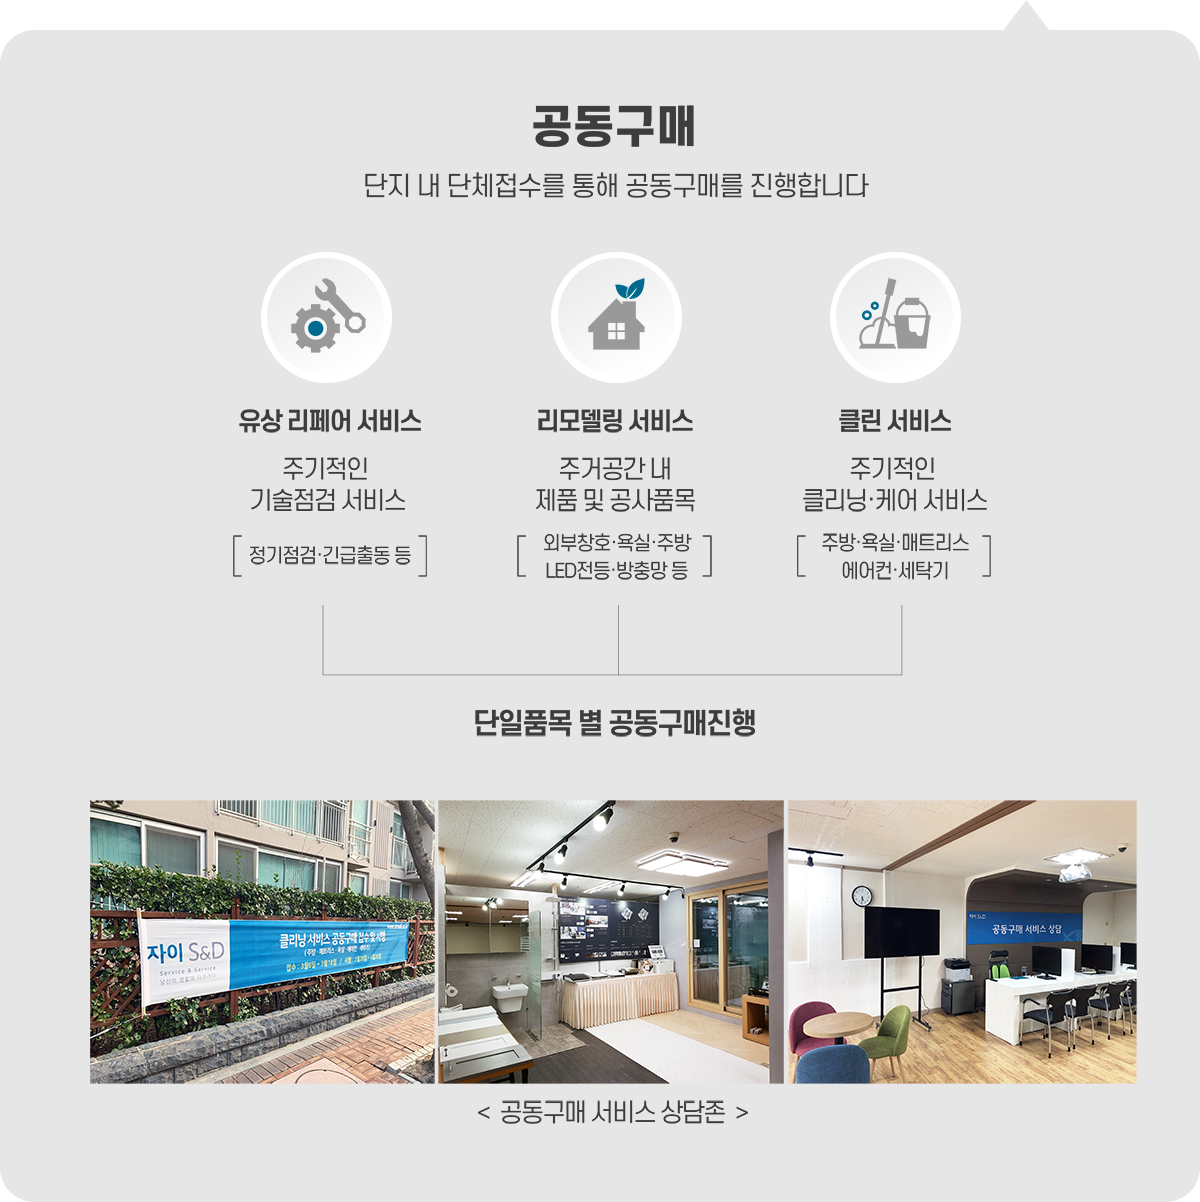 공동구매
단지 내 단체접수를 통해 공동구매를 진행합니다
유상 리페어 서비스
주기적인
기술점검 서비스
정기점검·긴급출동 등
리모델링 서비스
주거공간 내
제품 및 공사품목
외부창호·욕실·주방
LED전등·방충망 등
클린 서비스
주기적인
클리닝·케어 서비스
주방·욕실·매트리스
에어컨·세탁기
단일품목 별 공동구매진행
자이 S&D
Service & Service
클리닝 서비스 공동구매 접수 및 시행
자이 S&D
공동구매 서비스 상담
< 공동구매 서비스 상담존 >